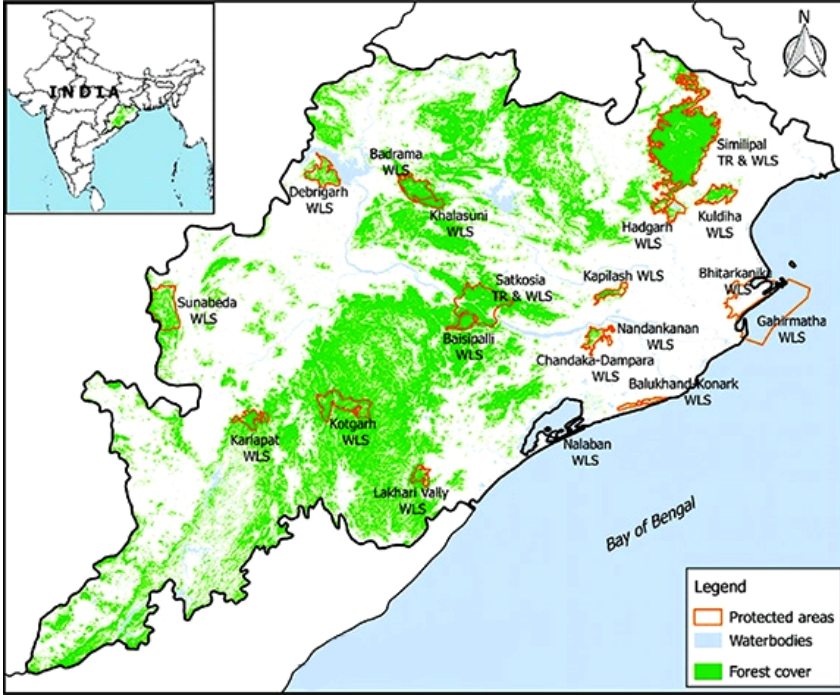 INDIA
N
Similipal
TR & WLS
Badrama
WLS
Debrigarh
WLS
Khalasuni
WLS
Hadgarh
WLS
Kuldiha
WLS
Satkosia
TR & WLS
Kapilash WLS
Bhitarkanika
WLS
Sunabeda
WLS
Gahirmatha
WLS
Baisipalli
WLS
Nandankanan
WLS
Chandaka-Dampara
WLS
Balukhand-Konark
WLS
Karlapat
WLS
Kotgarh
WLS
Nalaban
WLS
Lakhari Vally
WLS
Bay of Bengal
Legend
Protected areas
Waterbodies
Forest cover